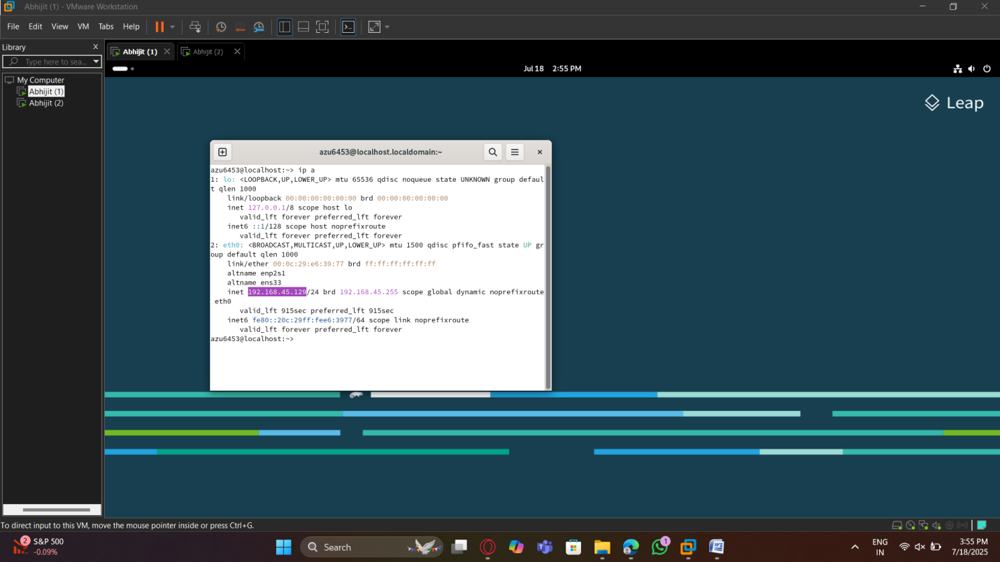 Abhijit (1) - VMware Workstation
File Edit View VM Tabs Help
Library
Type here to sea...
My Computer
Abhijit (1)
Abhijit (2)
Abhijit (1)
Abhijit (2)
Jul 18 2:55 PM
Leap
azu6453@localhost.localdomain:~
azu6453@localhost:~> ip a
1: lo: <LOOPBACK,UP,LOWER_UP> mtu 65536 qdisc noqueue state UNKNOWN group defaul
t qlen 1000
link/loopback 00:00:00:00:00:00 brd 00:00:00:00:00:00
inet 127.0.0.1/8 scope host lo
valid_lft forever preferred_lft forever
inet6 ::1/128 scope host noprefixroute
valid_lft forever preferred_lft forever
2: eth0: <BROADCAST,MULTICAST,UP,LOWER_UP> mtu 1500 qdisc pfifo_fast state UP gr
oup default qlen 1000
link/ether 00:0c:29:e6:39:77 brd ff:ff:ff:ff:ff:ff
altname enp2s1
altname ens33
inet 192.168.45.129/24 brd 192.168.45.255 scope global dynamic noprefixroute
eth0
valid_lft 915sec preferred_lft 915sec
inet6 fe80::20c:29ff:fee6:3977/64 scope link noprefixroute
valid_lft forever preferred_lft forever
azu6453@localhost:~>
To direct input to this VM, move the mouse pointer inside or press Ctrl+G.
2
S&P 500
-0.09%
Search
1
ENG
IN
3:55 PM
7/18/2025